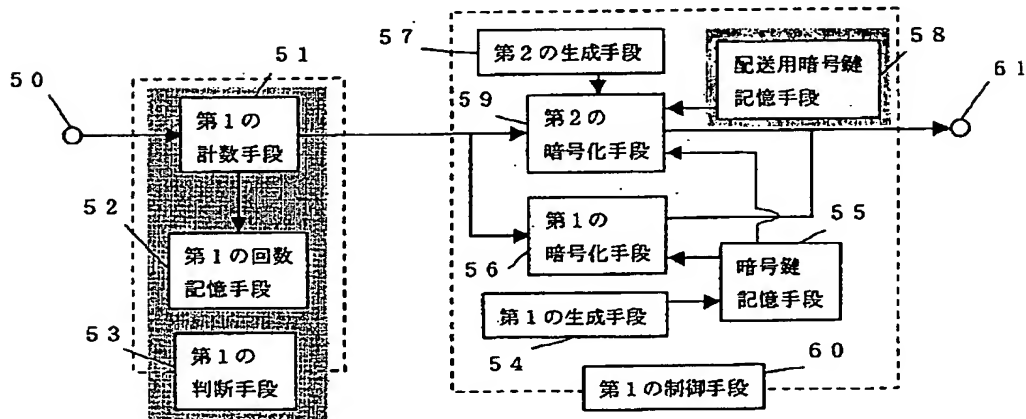 50
51
第1の
計数手段
52
第1の回数
記憶手段
53
第1の
判断手段
57
第2の生成手段
58
配送用暗号鍵
記憶手段
59
第2の
暗号化手段
61
第1の
暗号化手段
56
55
暗号鍵
記憶手段
第1の生成手段
54
60
第1の制御手段